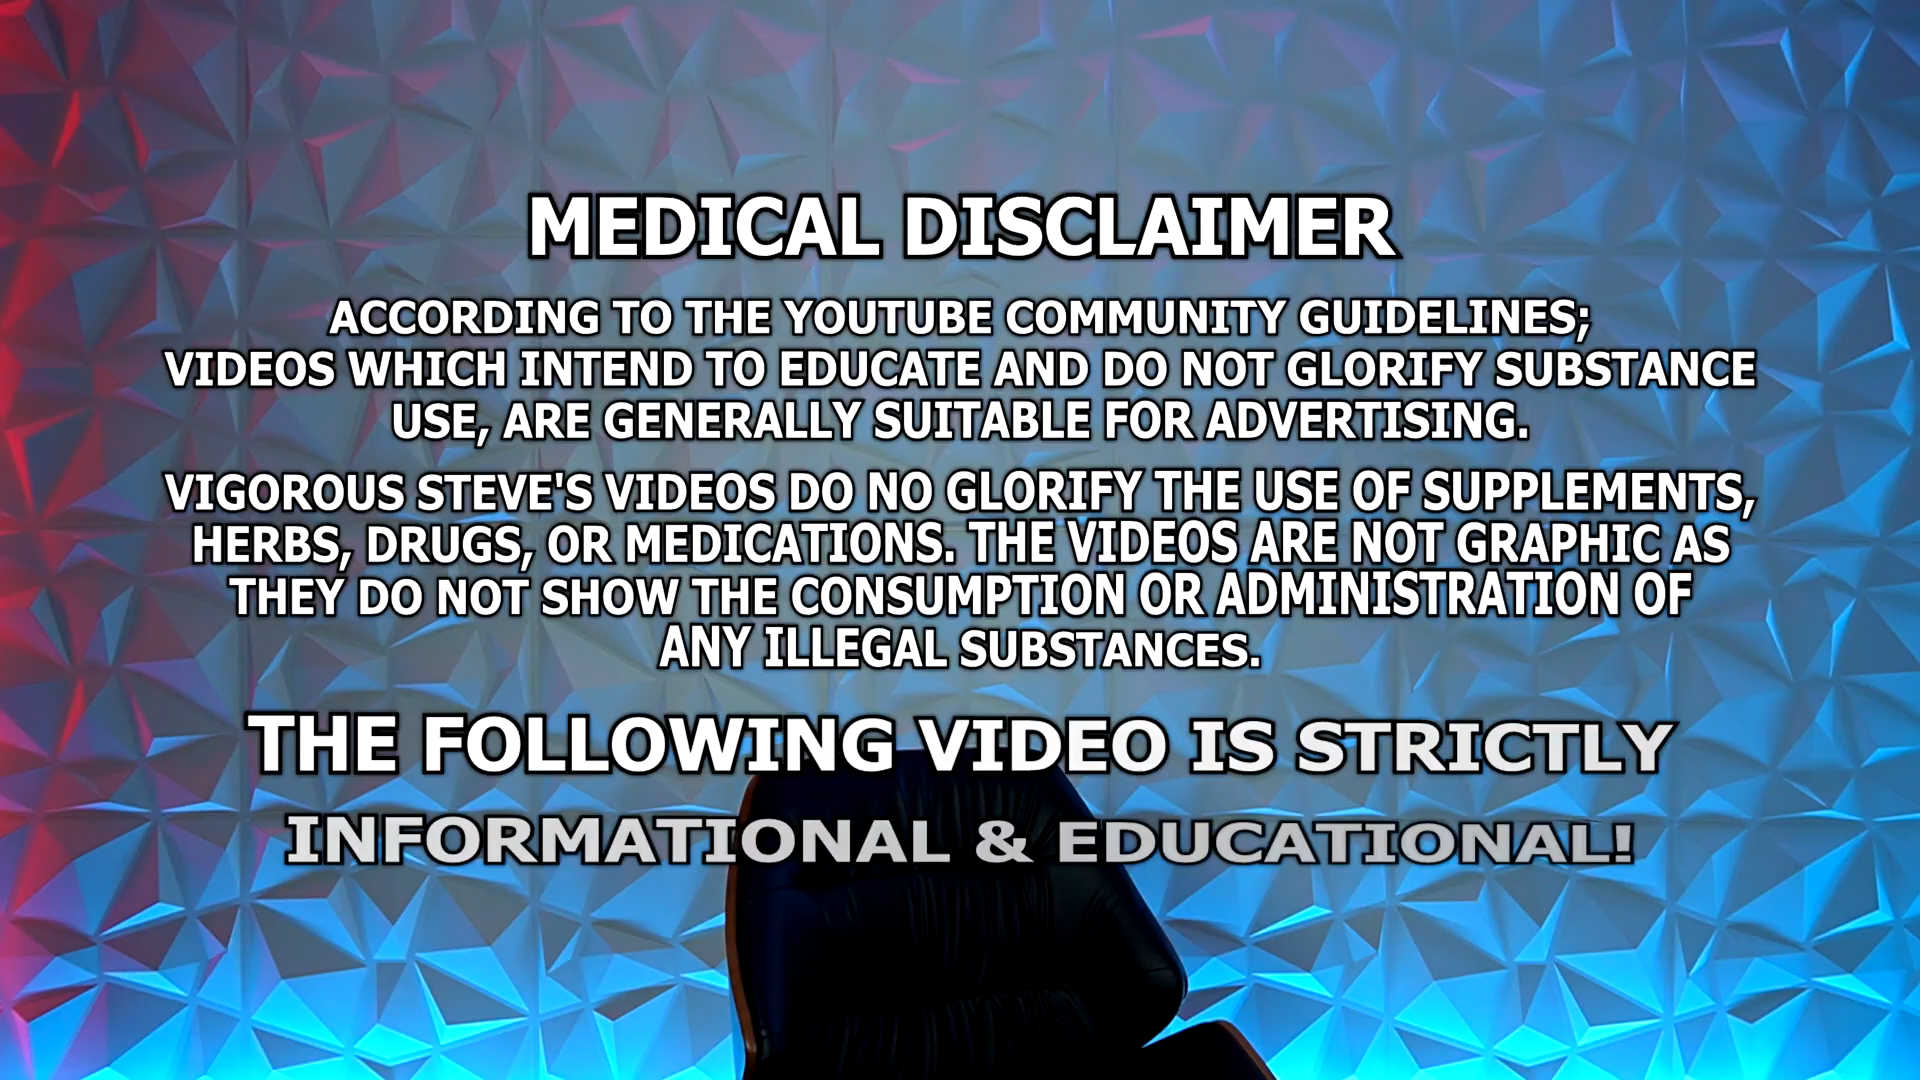 MEDICAL DISCLAIMER
ACCORDING TO THE YOUTUBE COMMUNITY GUIDELINES;
VIDEOS WHICH INTEND TO EDUCATE AND DO NOT GLORIFY SUBSTANCE
USE, ARE GENERALLY SUITABLE FOR ADVERTISING.
VIGOROUS STEVE'S VIDEOS DO NO GLORIFY THE USE OF SUPPLEMENTS,
HERBS, DRUGS, OR MEDICATIONS. THE VIDEOS ARE NOT GRAPHIC AS
THEY DO NOT SHOW THE CONSUMPTION OR ADMINISTRATION OF
ANY ILLEGAL SUBSTANCES.
THE FOLLOWING VIDEO IS STRICTLY
INFORMATIONAL & EDUCATIONAL!